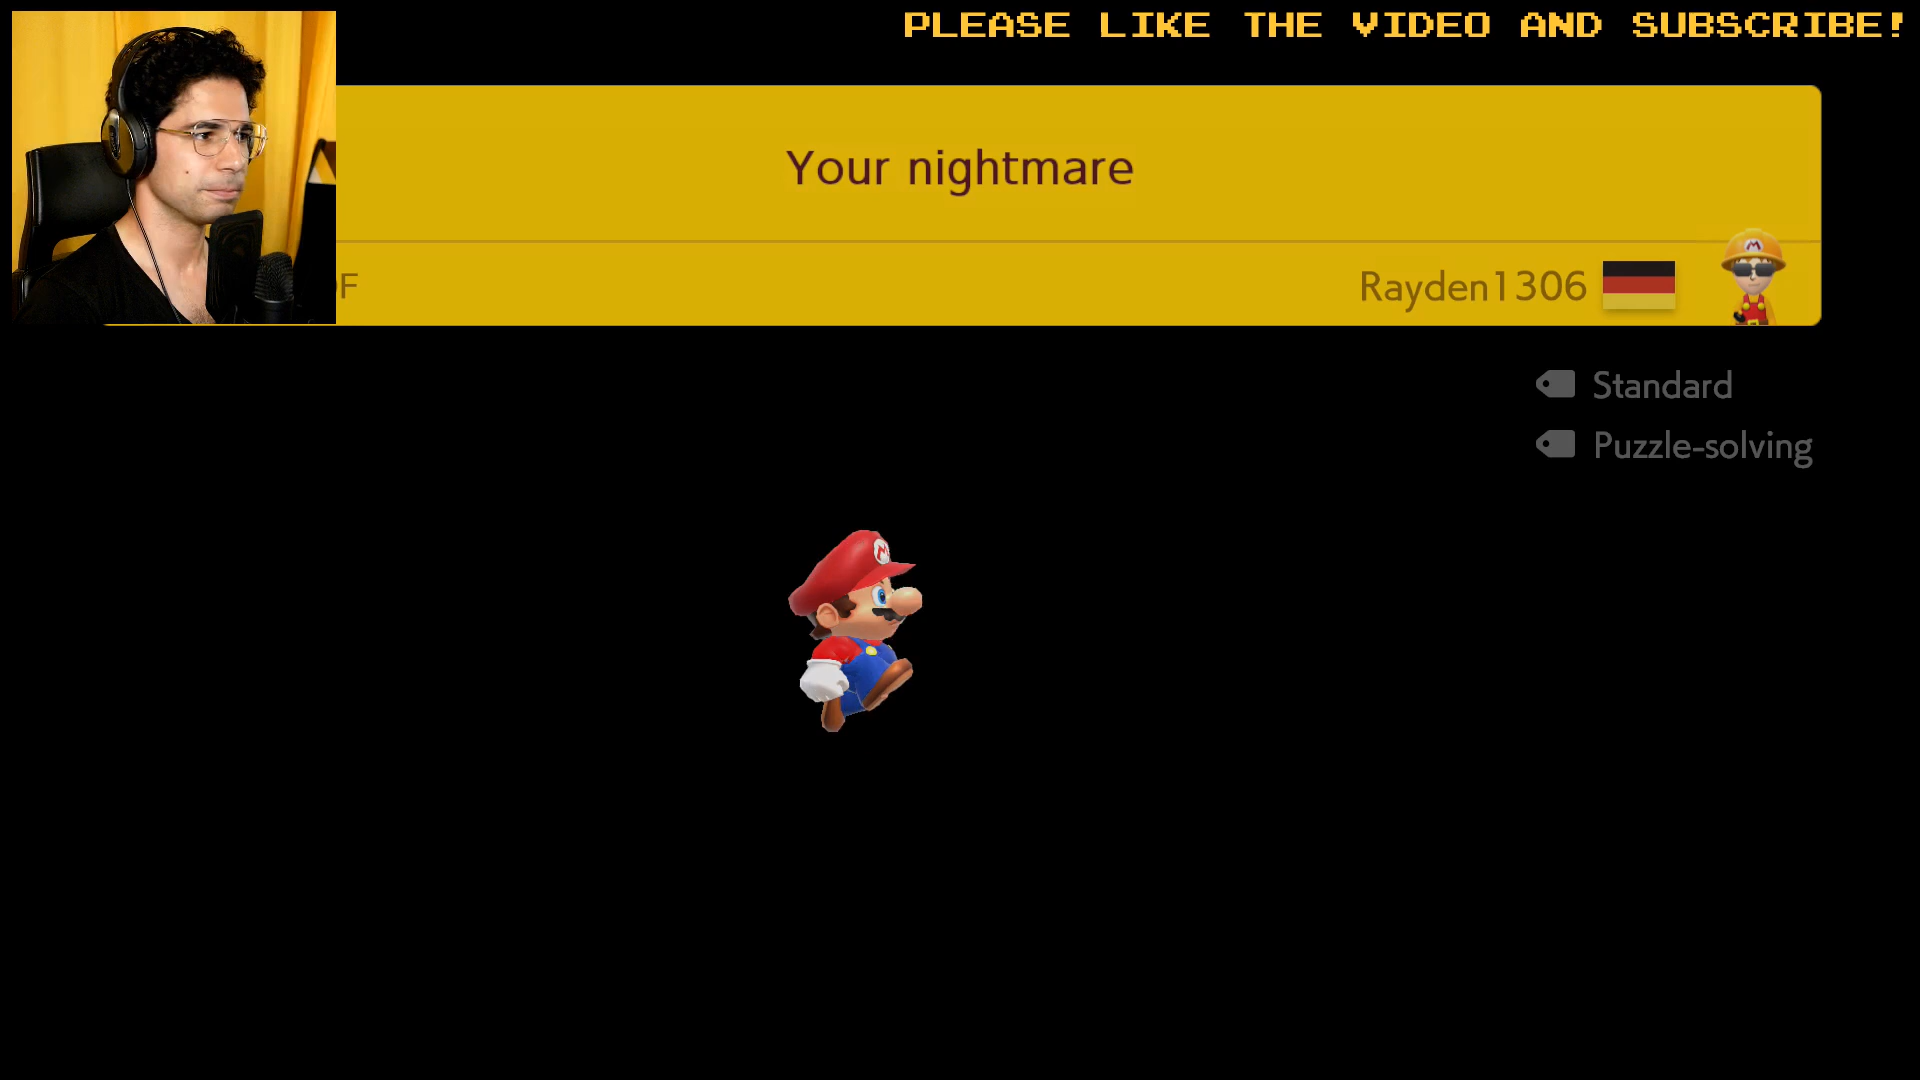 PLEASE LIKE THE VIDEO AND SUBSCRIBE!
Your nightmare
F
Rayden1306
Standard
Puzzle-solving